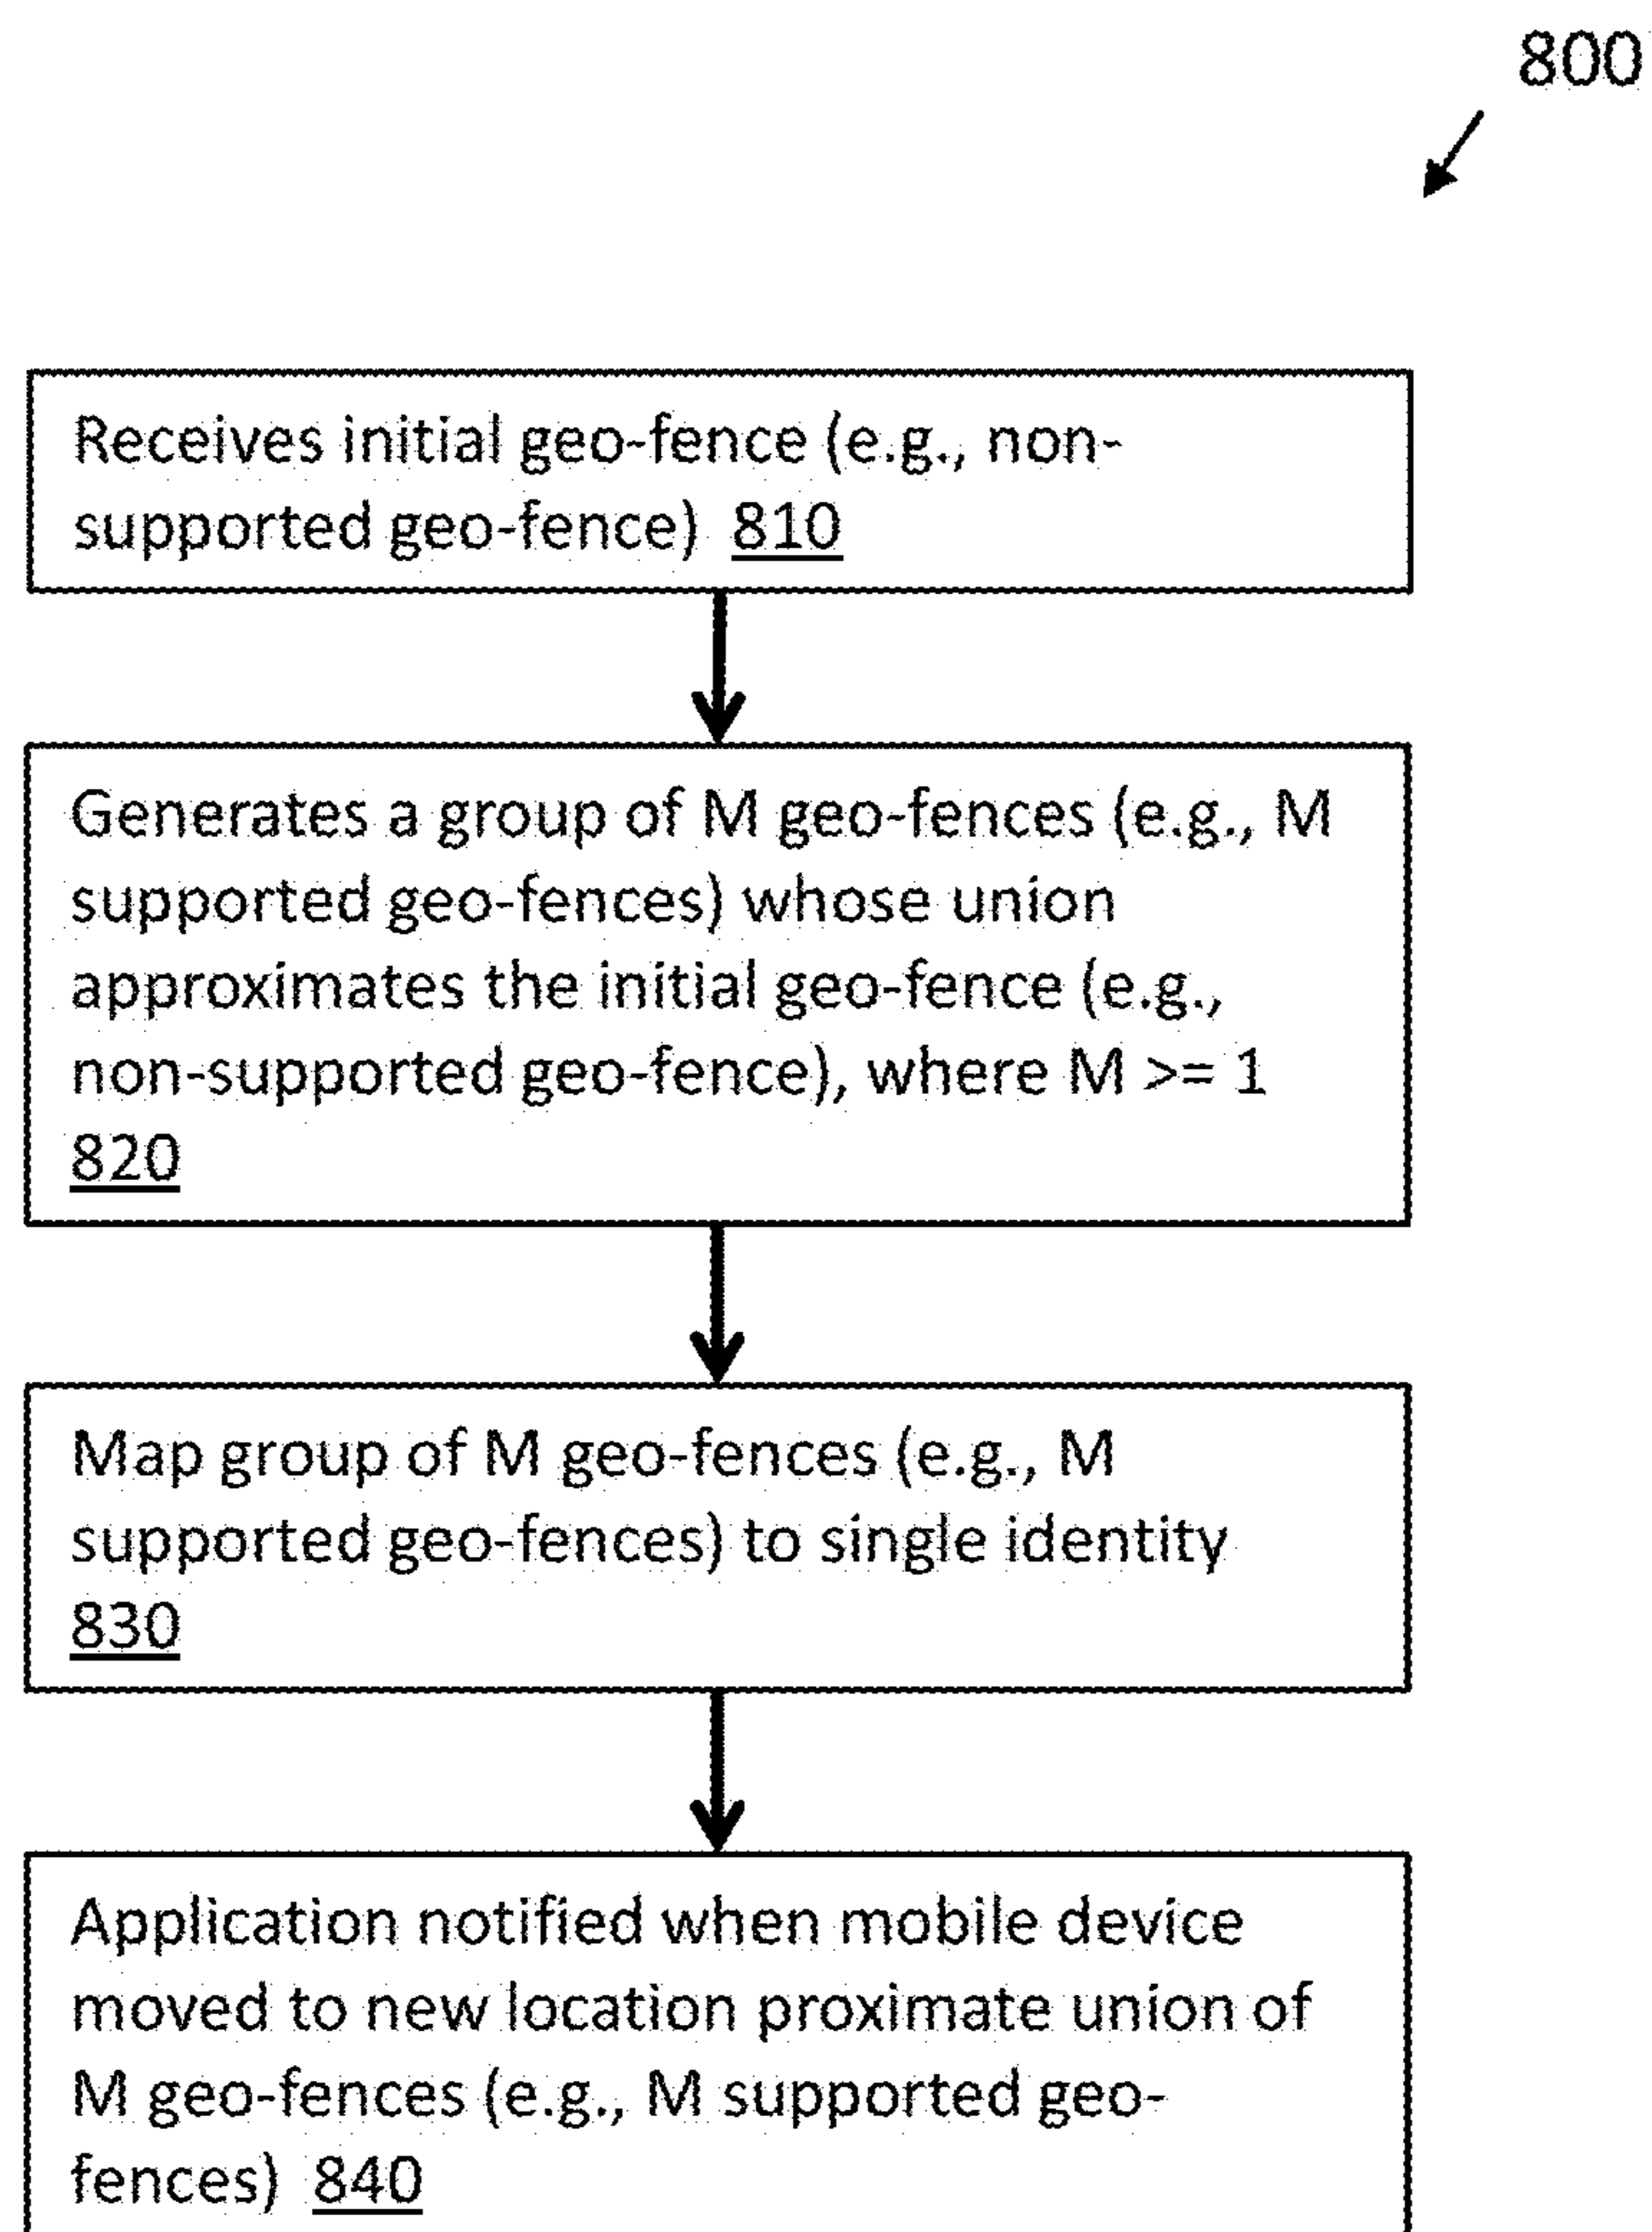 800
Receives initial geo-fence (e.g., non-
supported geo-fence) 810
Generates a group of M geo-fences (e.g., M
supported geo-fences) whose union
approximates the initial geo-fence (e.g.,
non-supported geo-fence), where M >= 1
820
Map group of M geo-fences (e.g., M
supported geo-fences) to single identity
830
Application notified when mobile device
moved to new location proximate union of
M geo-fences (e.g., M supported geo-
fences) 840